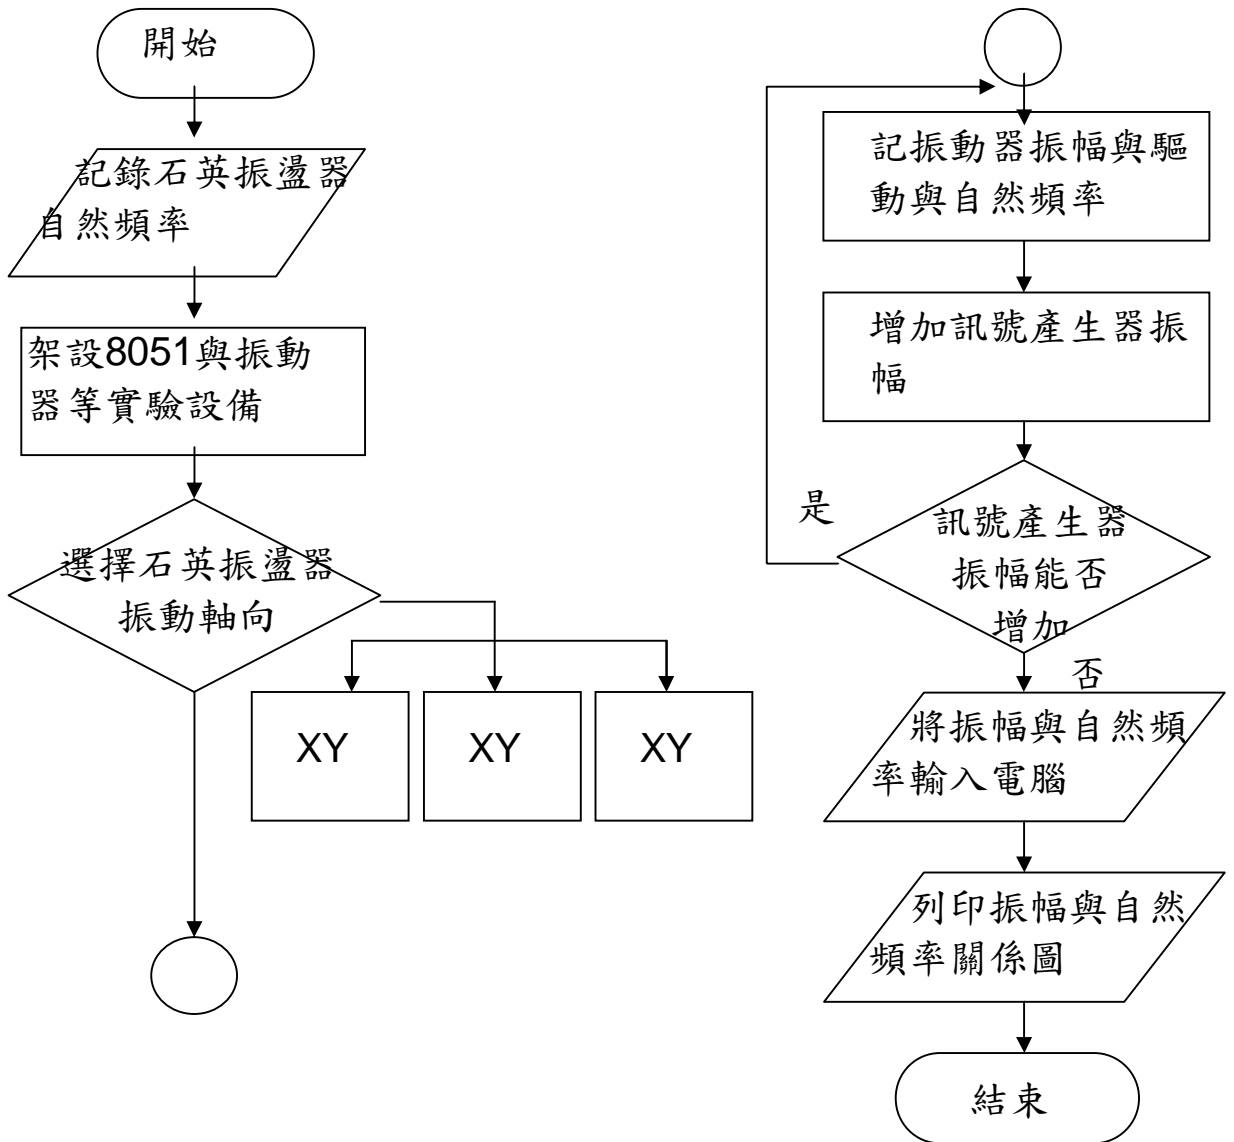 開始
記錄石英振盪器
自然頻率
架設8051與振動
器等實驗設備
選擇石英振盪器
振動軸向
XY
XY
XY
記振動器振幅與驅
動與自然頻率
增加訊號產生器振
幅
是
訊號產生器
振幅能否
增加
否
將振幅與自然頻
率輸入電腦
列印振幅與自然
頻率關係圖
結束